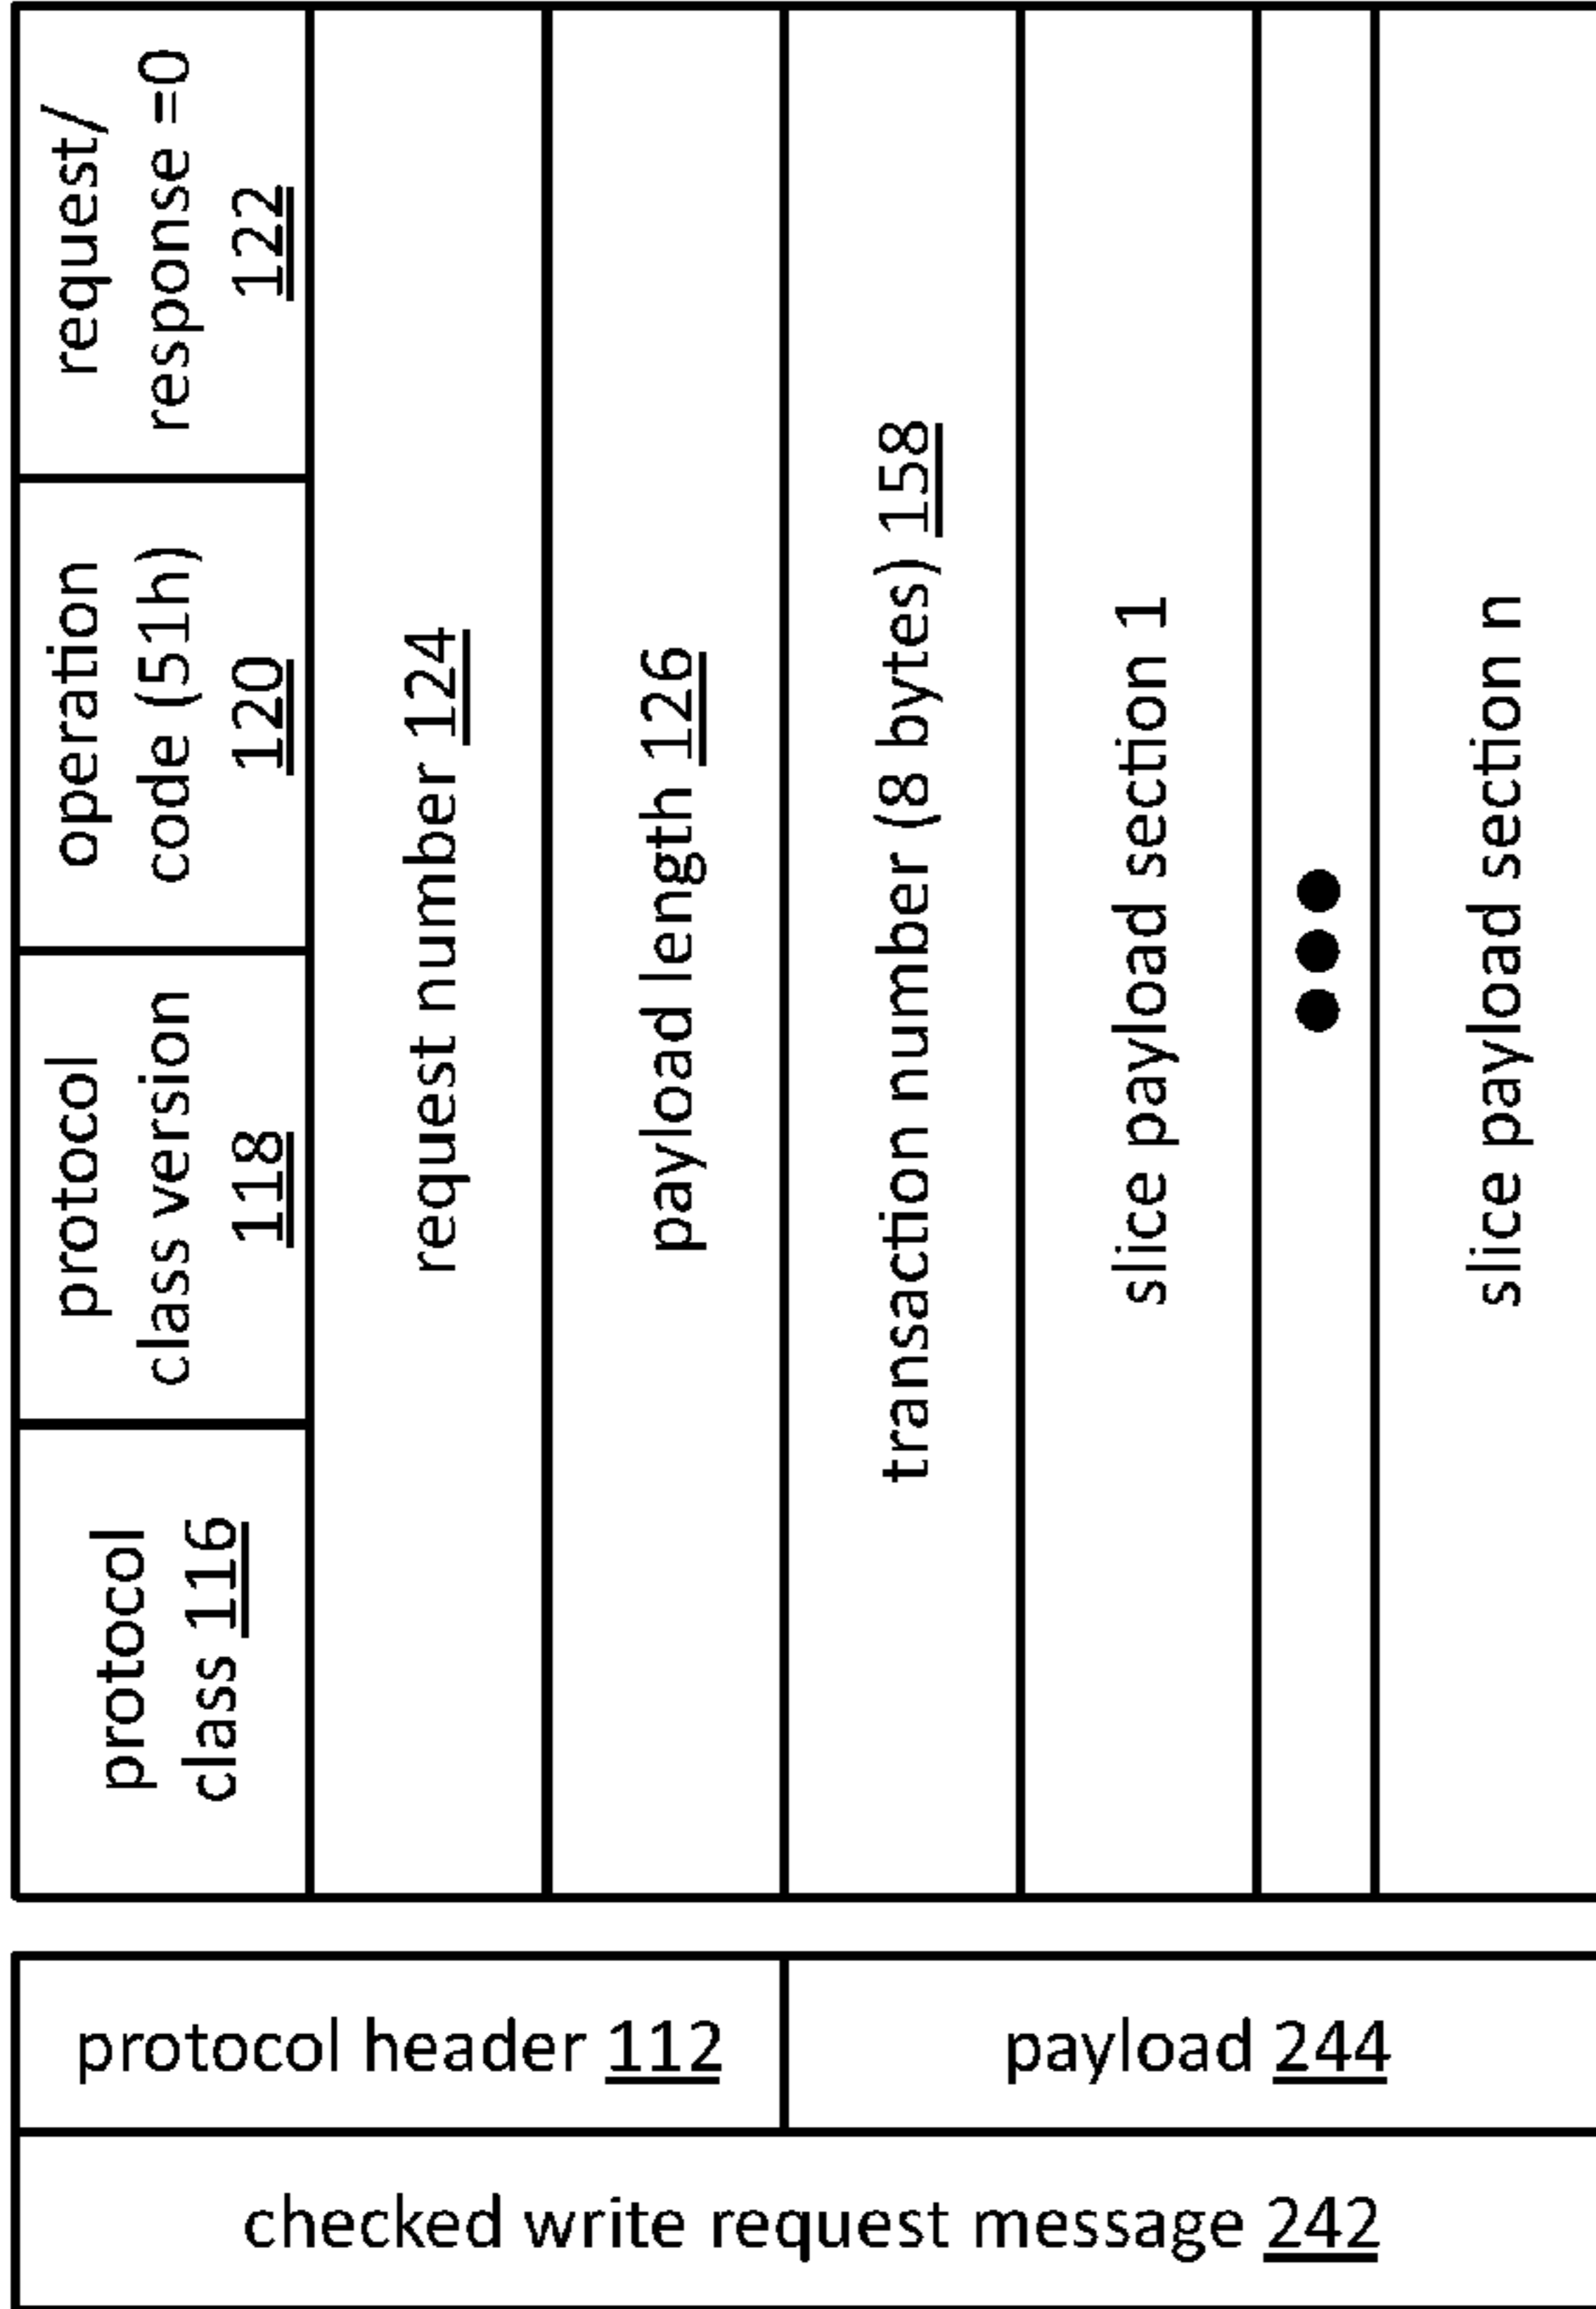 protocol
class 116
protocol
class version
118
operation
code (51h)
120
request/
response =0
122
request number 124
payload length 126
transaction number (8 bytes) 158
slice payload section 1
slice payload section n
protocol header 112
payload 244
checked write request message 242